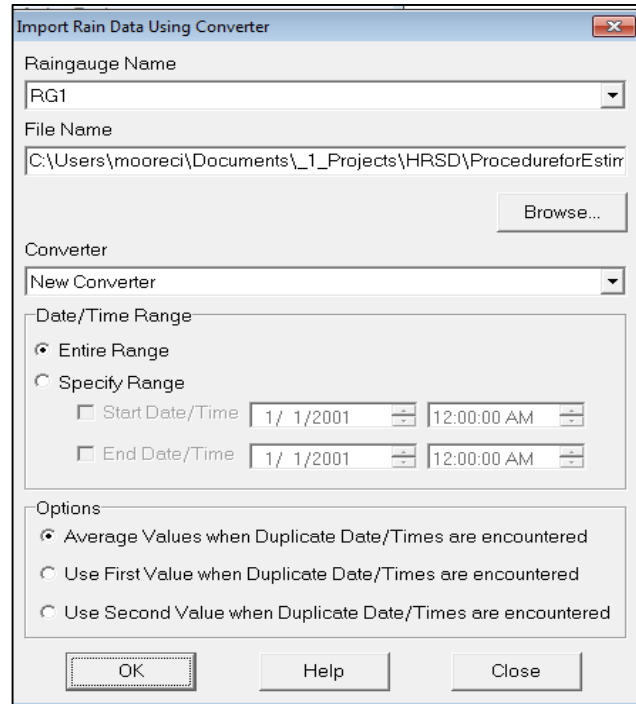 Import Rain Data Using Converter
Raingauge Name
RG1
File Name
C:\Users\mooreci\Documents\_1_Projects\HRSD\ProcedureforEstim
Browse...
Converter
New Converter
Date/Time Range
Entire Range
Specify Range
Start Date/Time 1/ 1/2001 12:00:00 AM
End Date/Time 1/ 1/2001 12:00:00 AM
Options
Average Values when Duplicate Date/Times are encountered
Use First Value when Duplicate Date/Times are encountered
Use Second Value when Duplicate Date/Times are encountered
OK Help Close